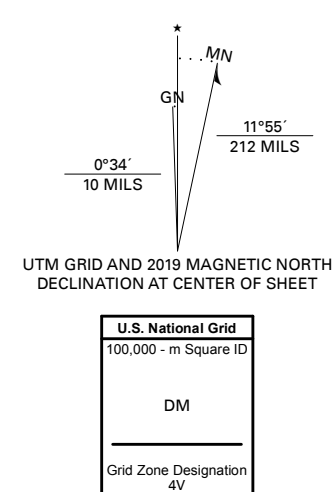 ★
MN
GN
11°55´
212 MILS
0°34´
10 MILS
UTM GRID AND 2019 MAGNETIC NORTH
DECLINATION AT CENTER OF SHEET
U.S. National Grid
100,000 - m Square ID
DM
Grid Zone Designation
4V